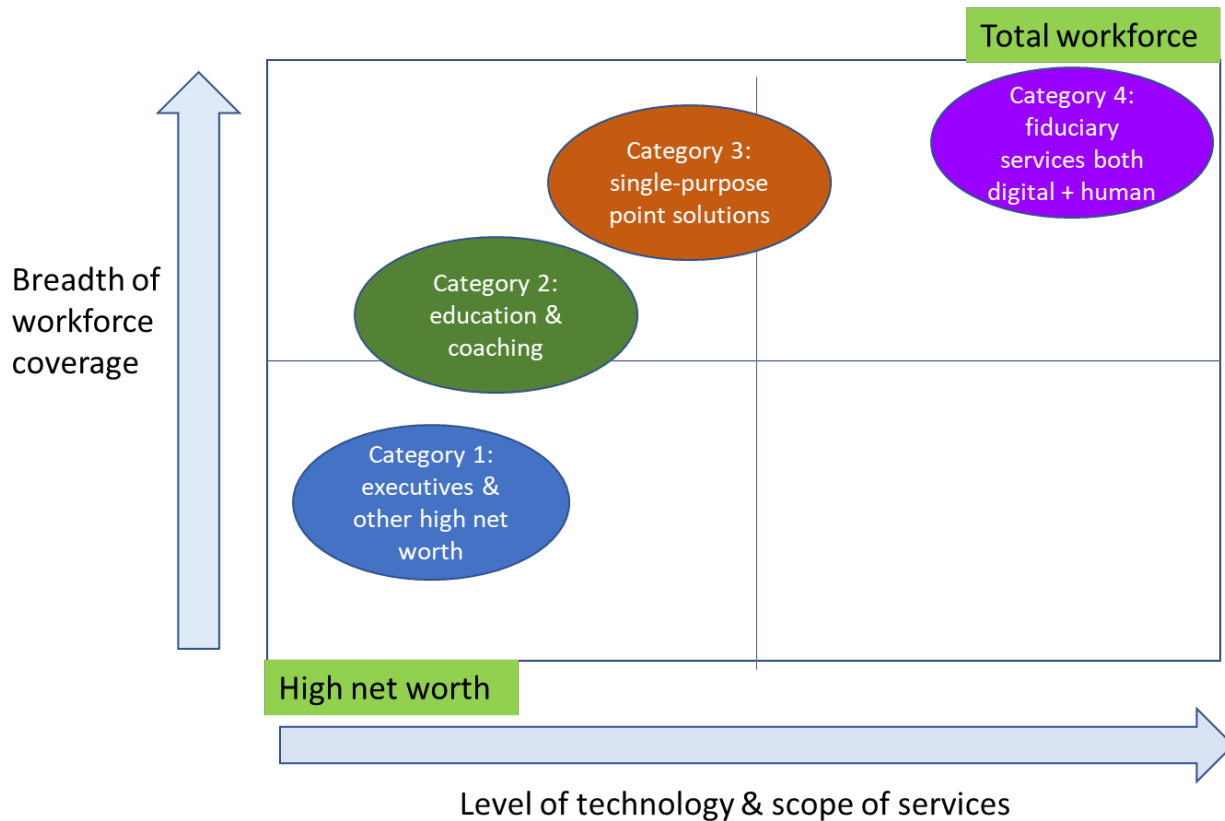 Total workforce
Category 4:
fiduciary
services both
digital + human
Category 3:
single-purpose
point solutions
Category 2:
education &
coaching
Breadth of
workforce
coverage
Category 1:
executives &
other high net
worth
High net worth
Level of technology & scope of services